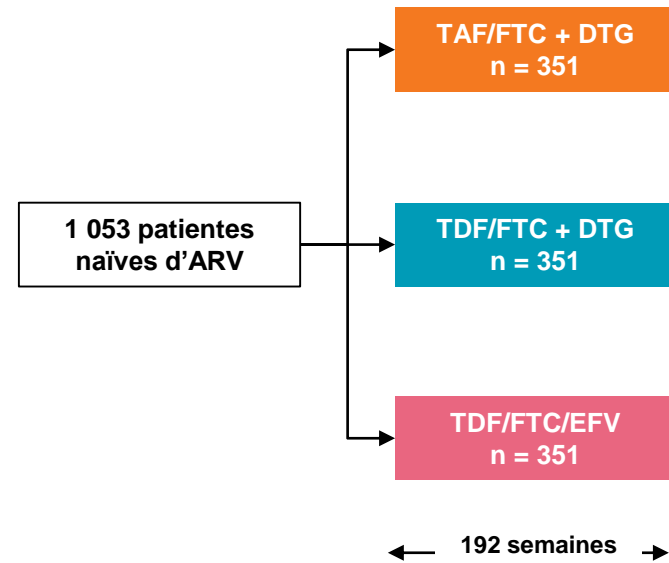 TAF/FTC + DTG
n = 351
1 053 patientes
naïves d’ARV
TDF/FTC + DTG
n = 351
TDF/FTC/EFV
n = 351
192 semaines